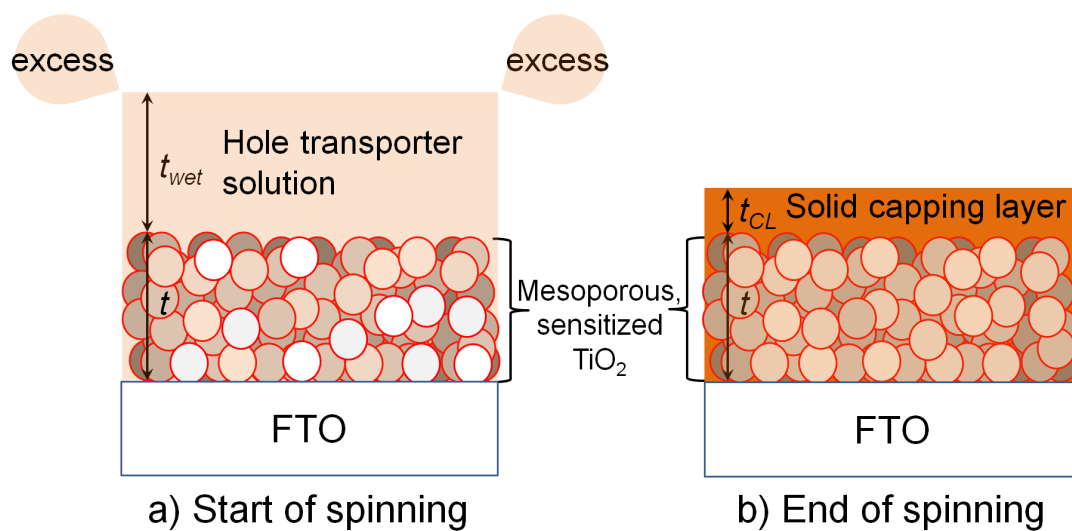 excess
excess
Hole transporter
solution
t_wet
t_CL
Solid capping layer
t
Mesoporous,
sensitized
TiO₂
t
FTO
FTO
a) Start of spinning
b) End of spinning